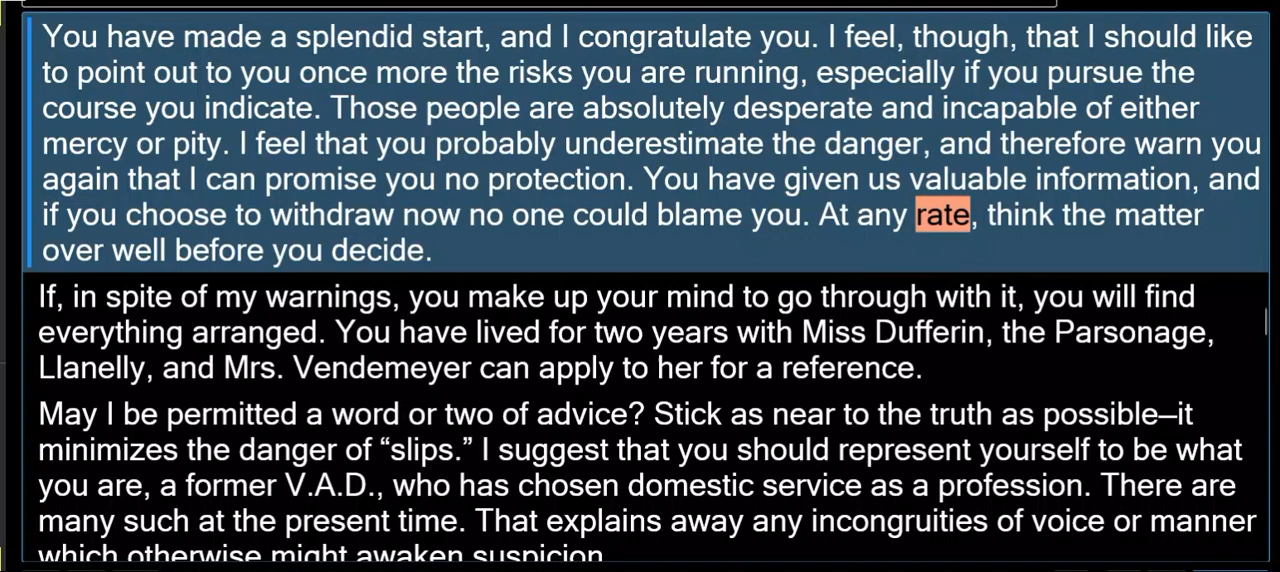 You have made a splendid start, and I congratulate you. I feel, though, that I should like
to point out to you once more the risks you are running, especially if you pursue the
course you indicate. Those people are absolutely desperate and incapable of either
mercy or pity. I feel that you probably underestimate the danger, and therefore warn you
again that I can promise you no protection. You have given us valuable information, and
if you choose to withdraw now no one could blame you. At any rate, think the matter
over well before you decide.
If, in spite of my warnings, you make up your mind to go through with it, you will find
everything arranged. You have lived for two years with Miss Dufferin, the Parsonage,
Llanelly, and Mrs. Vendemeyer can apply to her for a reference.
May I be permitted a word or two of advice? Stick as near to the truth as possible—it
minimizes the danger of “slips.” I suggest that you should represent yourself to be what
you are, a former V.A.D., who has chosen domestic service as a profession. There are
many such at the present time. That explains away any incongruities of voice or manner
which otherwise might awaken suspicion.